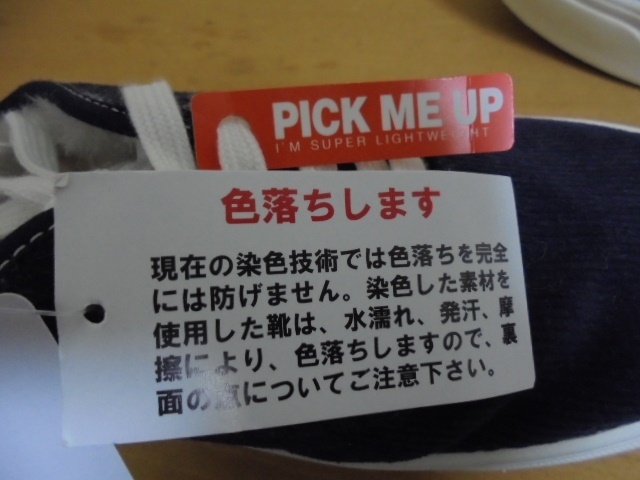 PICK ME UP
I'M SUPER LIGHTWEIGHT
色落ちします
現在の染色技術では色落ちを完全
には防げません。染色した素材を
使用した靴は、水濡れ、発汗、摩
擦により、色落ちしますので、裏
面の点についてご注意下さい。